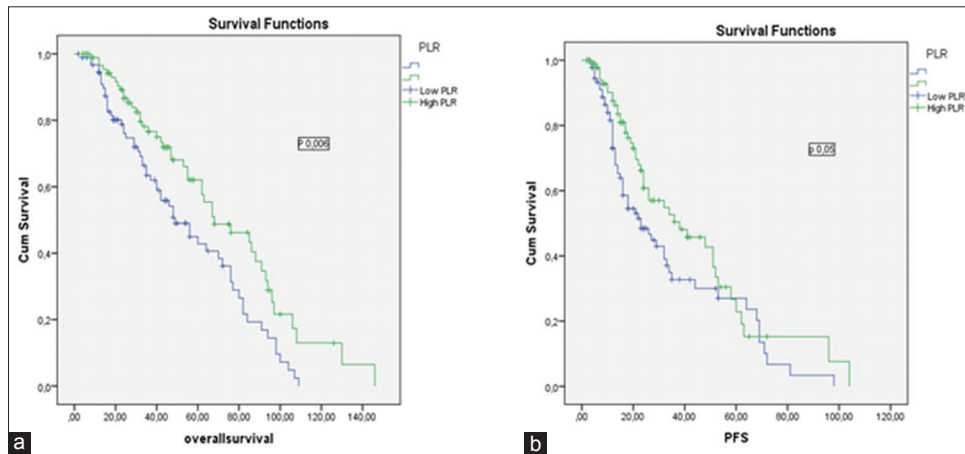 Survival Functions
PLR
Low PLR
High PLR
P 0,006
Cum Survival
1,0
0,8
0,6
0,4
0,2
0,0
,00 20,00 40,00 60,00 80,00 100,00 120,00 140,00
overallsurvival
a
Survival Functions
PLR
Low PLR
High PLR
p 0,05
Cum Survival
1,0
0,8
0,6
0,4
0,2
0,0
,00 20,00 40,00 60,00 80,00 100,00 120,00
PFS
b